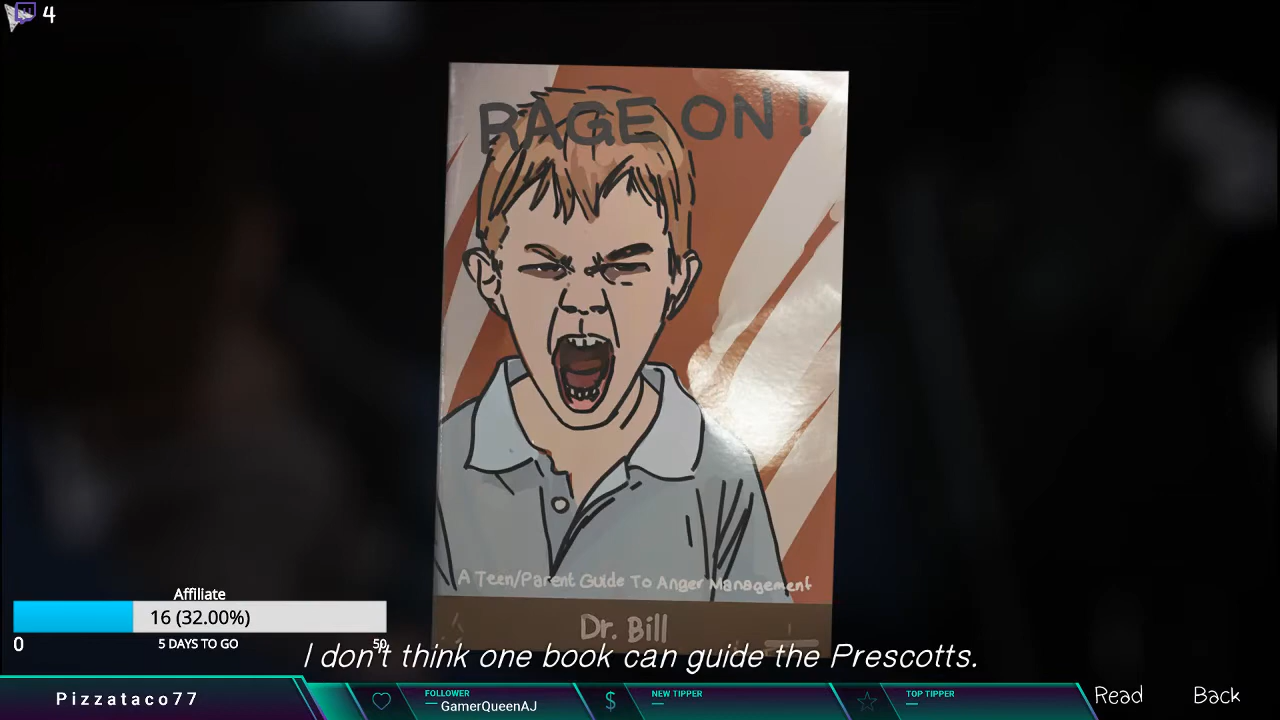 4
RAGE ON !
A Teen/Parent Guide To Anger Management
Dr. Bill
Affiliate
16 (32.00%)
0
5 DAYS TO GO
50
I don't think one book can guide the Prescotts.
Pizzataco77
FOLLOWER
GamerQueenAJ
$
NEW TIPPER
TOP TIPPER
Read
Back